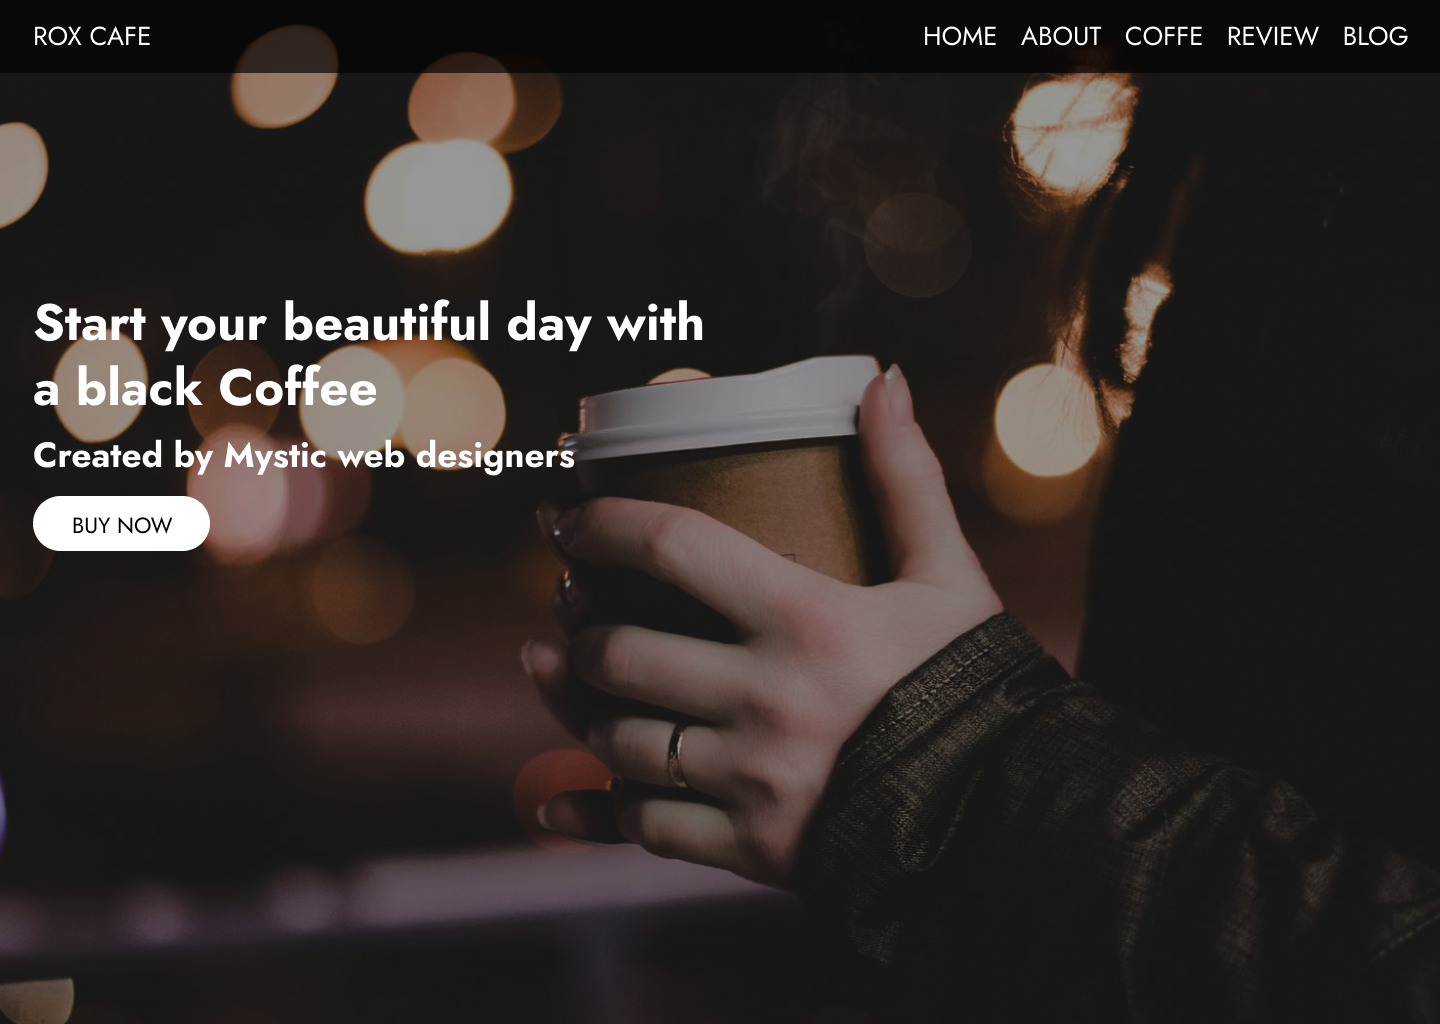 ROX CAFE
HOME ABOUT COFFE REVIEW BLOG
Start your beautiful day with
a black Coffee
Created by Mystic web designers
BUY NOW